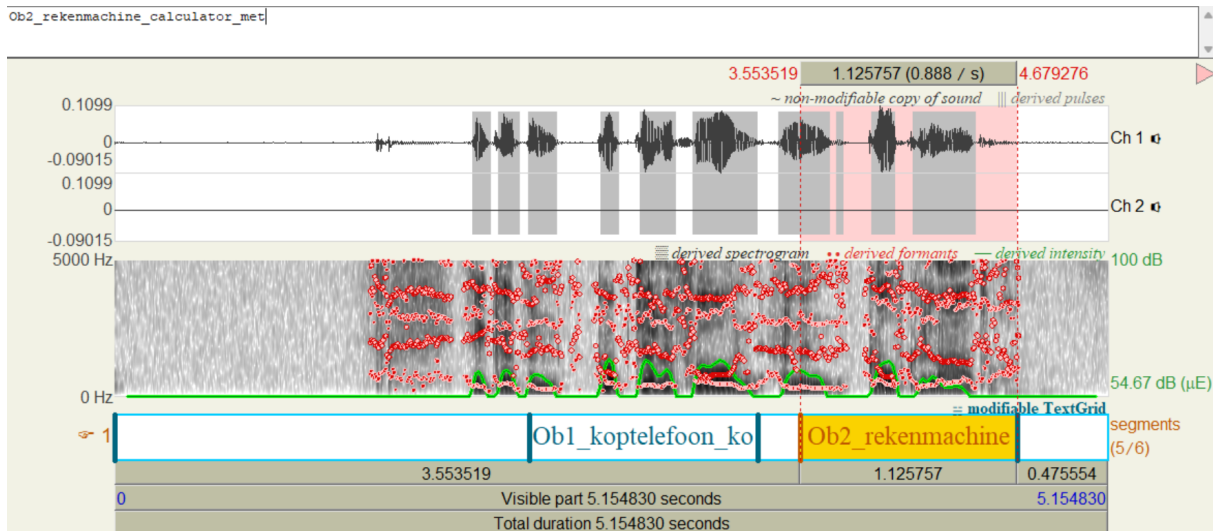 Ob2_rekenmachine_calculator_met
3.553519 1.125757 (0.888 / s) 4.679276
~ non-modifiable copy of sound derived pulses
0.1099
0
-0.09015
Ch 1
0.1099
0
-0.09015
Ch 2
derived spectrogram derived formants derived intensity
5000 Hz 100 dB
0 Hz 54.67 dB (µE)
modifiable TextGrid
1 Ob1_koptelefoon_ko Ob2_rekenmachine segments
(5/6)
3.553519 1.125757 0.475554
0 Visible part 5.154830 seconds 5.154830
Total duration 5.154830 seconds